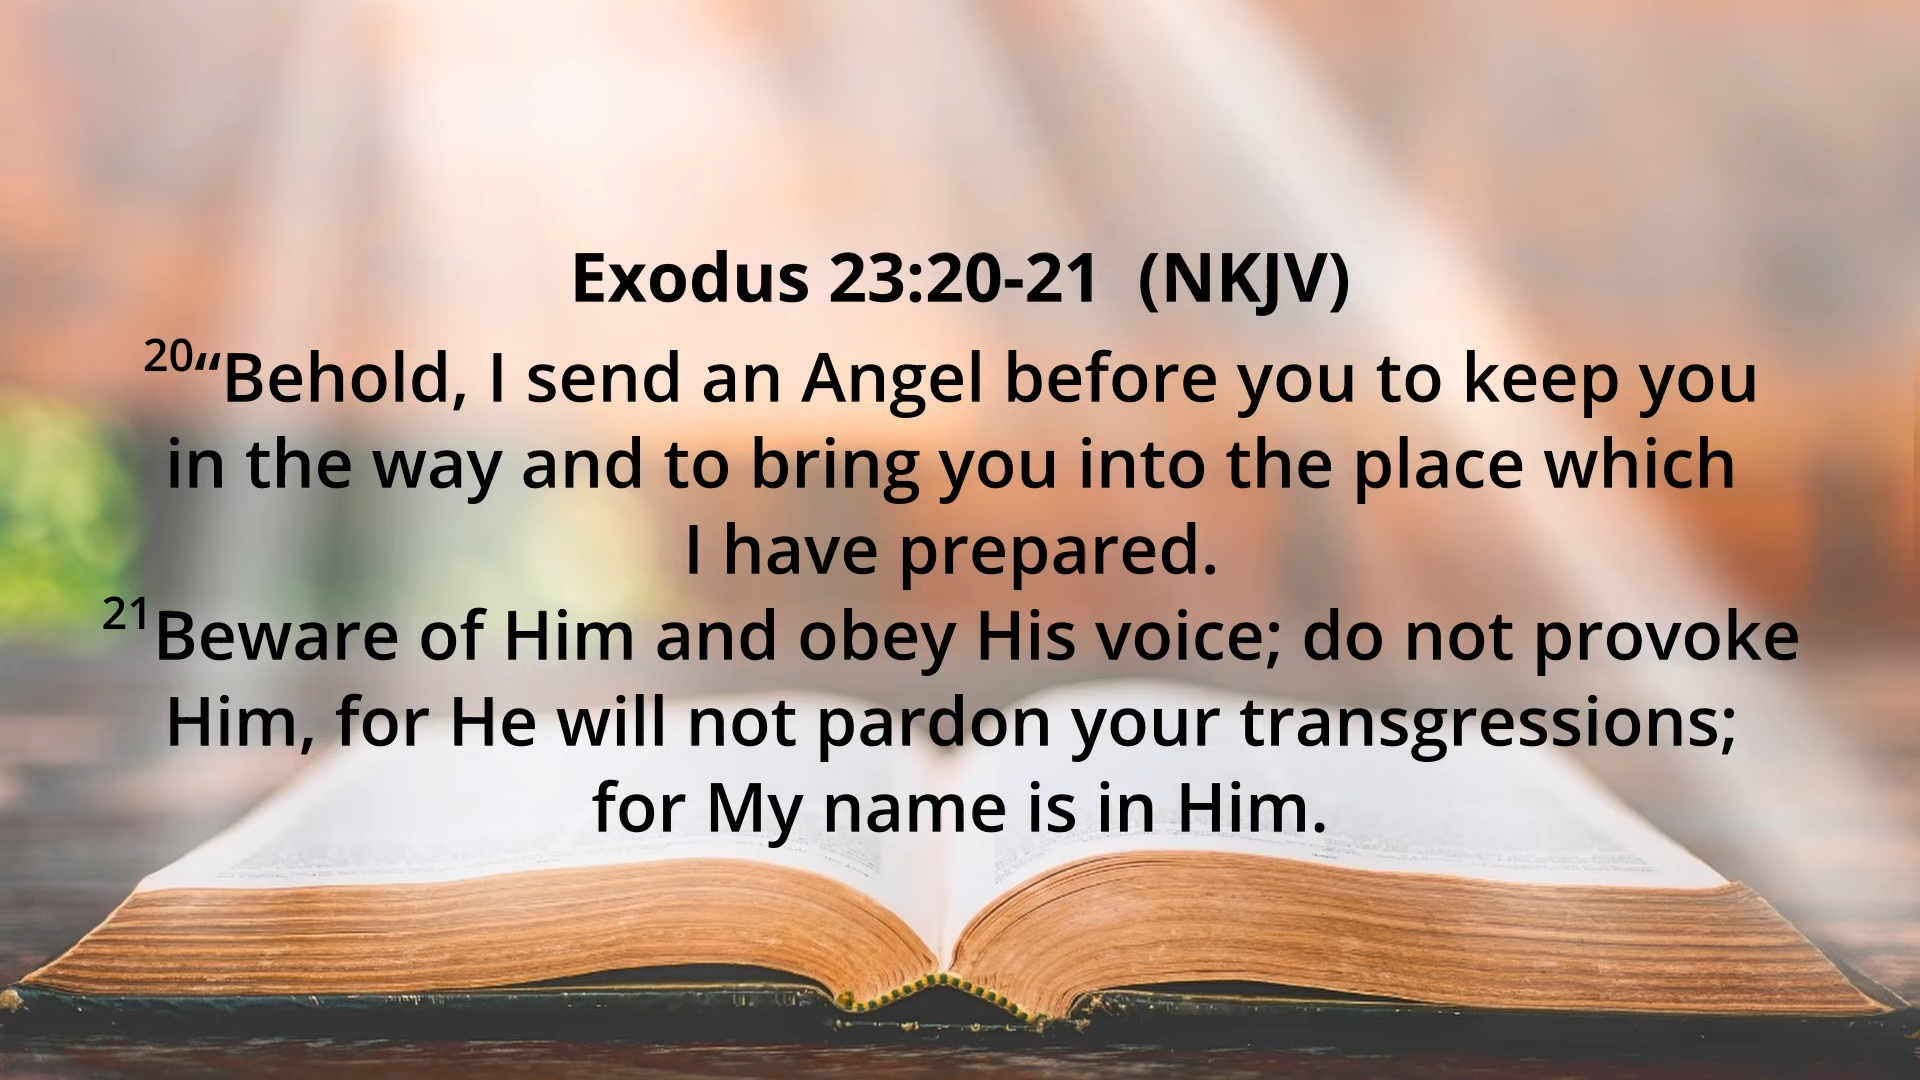 Exodus 23:20-21  (NKJV)
20“Behold, I send an Angel before you to keep you
in the way and to bring you into the place which
I have prepared.
21Beware of Him and obey His voice; do not provoke
Him, for He will not pardon your transgressions;
for My name is in Him.